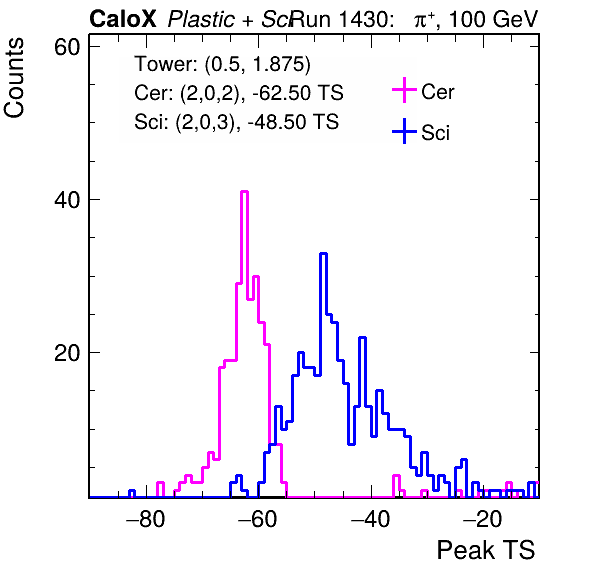 CaloX Plastic + Sci Run 1430: π⁺, 100 GeV
Counts
60
40
20
Tower: (0.5, 1.875)
Cer: (2,0,2), -62.50 TS
Sci: (2,0,3), -48.50 TS
Cer
Sci
−80 −60 −40 −20
Peak TS